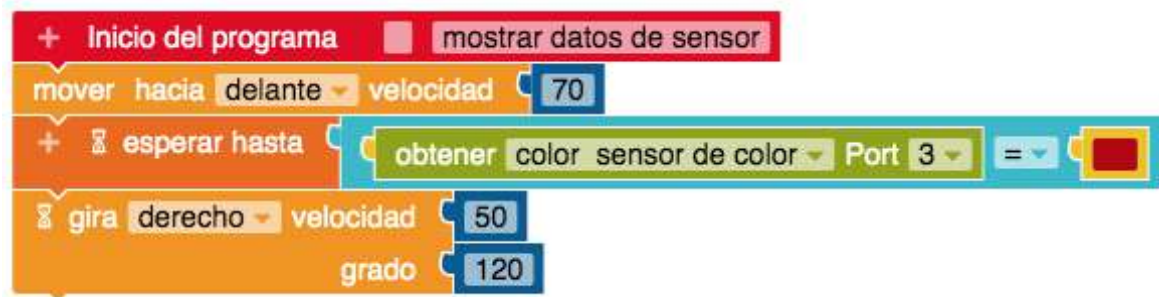 + Inicio del programa mostrar datos de sensor
mover hacia delante velocidad 70
+ esperar hasta obtener color sensor de color Port 3 =
gira derecho velocidad 50
grado 120